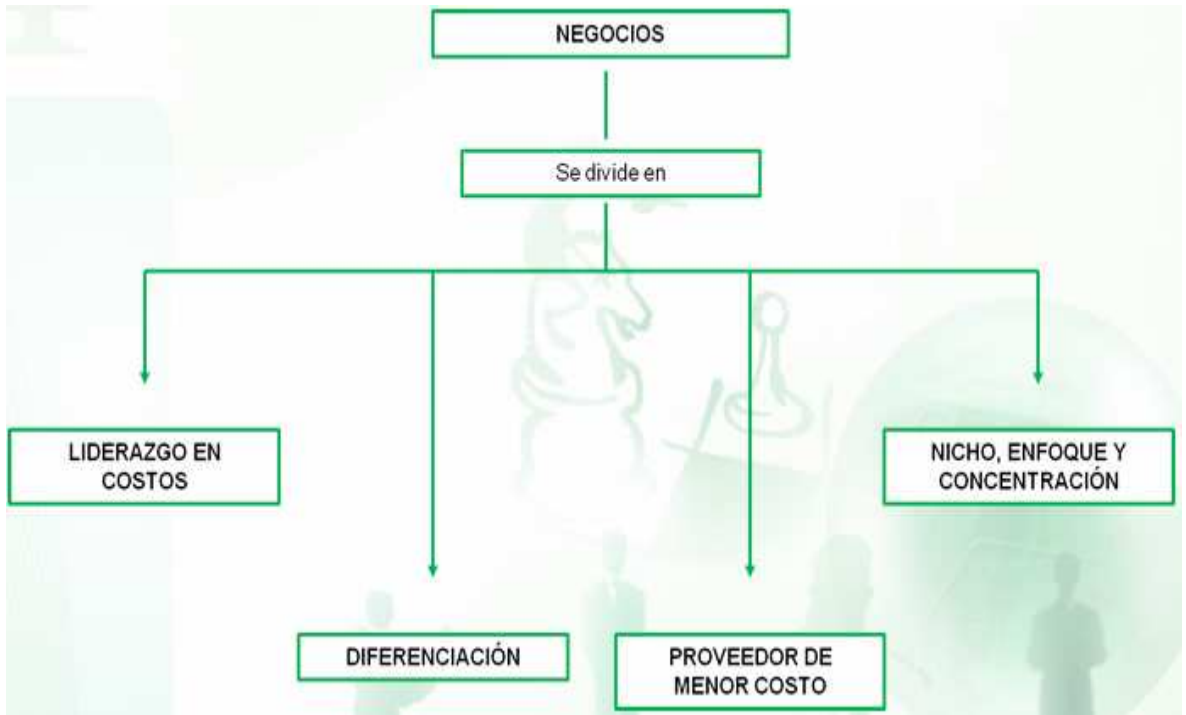 NEGOCIOS
Se divide en
LIDERAZGO EN
COSTOS
NICHO, ENFOQUE Y
CONCENTRACIÓN
DIFERENCIACIÓN
PROVEEDOR DE
MENOR COSTO